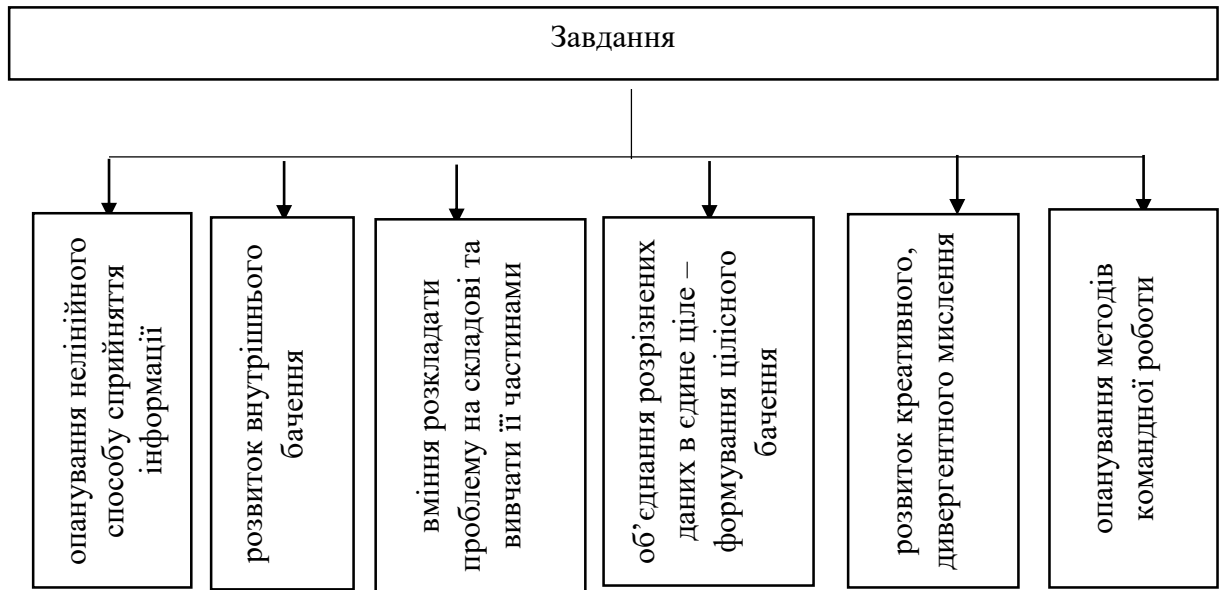 Завдання
опанування нелінійного
способу сприйняття
інформації
розвиток внутрішнього
бачення
вміння розкладати
проблему на складові та
вивчати її частинами
об’єднання розрізнених
даних в єдине ціле –
формування цілісного
бачення
розвиток креативного,
дивергентного мислення
опанування методів
командної роботи